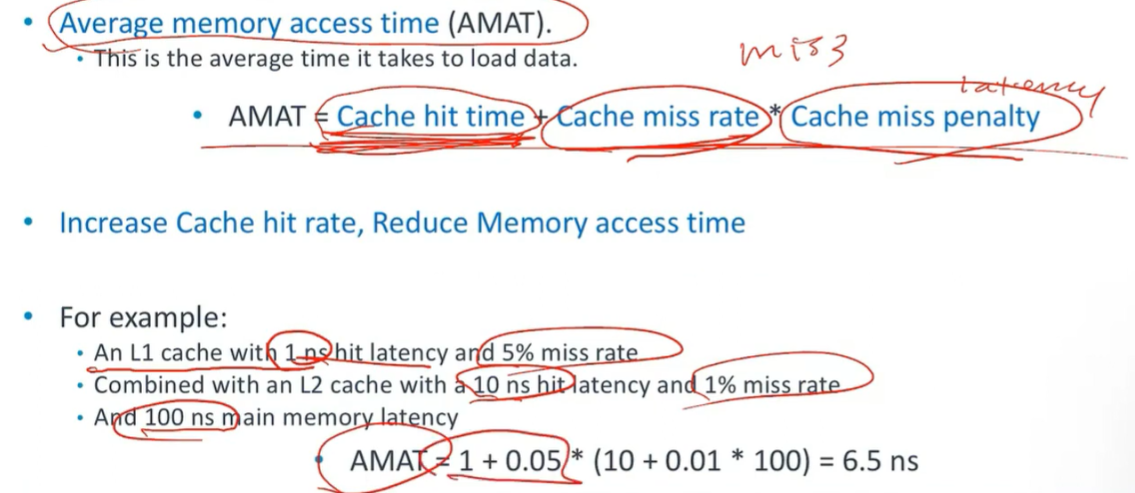 Average memory access time (AMAT).
This is the average time it takes to load data.
miss
latency
AMAT = Cache hit time + Cache miss rate * Cache miss penalty
Increase Cache hit rate, Reduce Memory access time
For example:
An L1 cache with 1 ns hit latency and 5% miss rate
Combined with an L2 cache with a 10 ns hit latency and 1% miss rate
And 100 ns main memory latency
AMAT = 1 + 0.05 * (10 + 0.01 * 100) = 6.5 ns